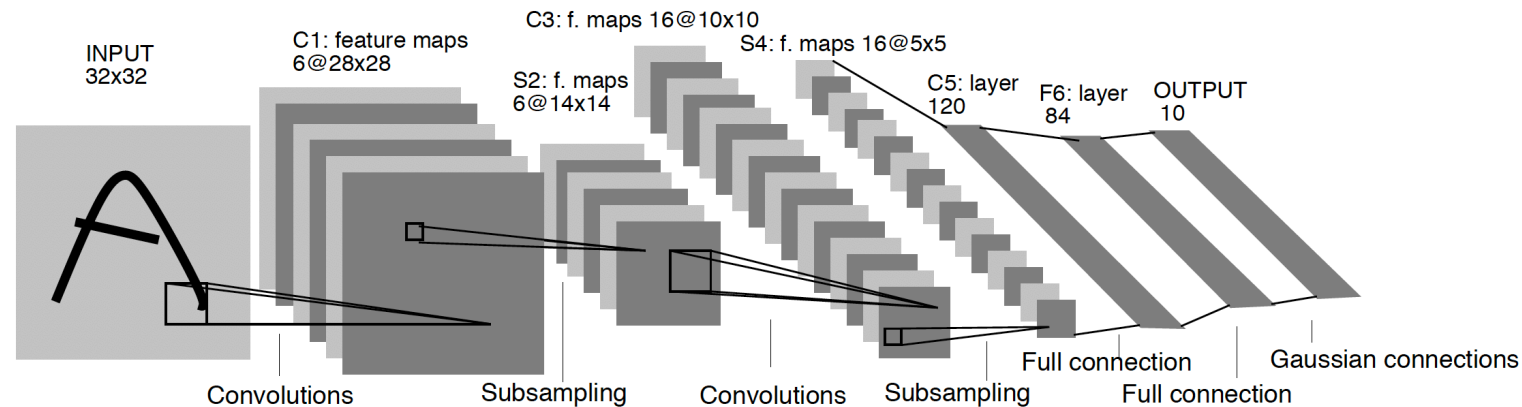 INPUT
32x32
C1: feature maps
6@28x28
S2: f. maps
6@14x14
C3: f. maps 16@10x10
S4: f. maps 16@5x5
C5: layer
120
F6: layer
84
OUTPUT
10
Convolutions
Subsampling
Convolutions
Subsampling
Full connection
Full connection
Gaussian connections